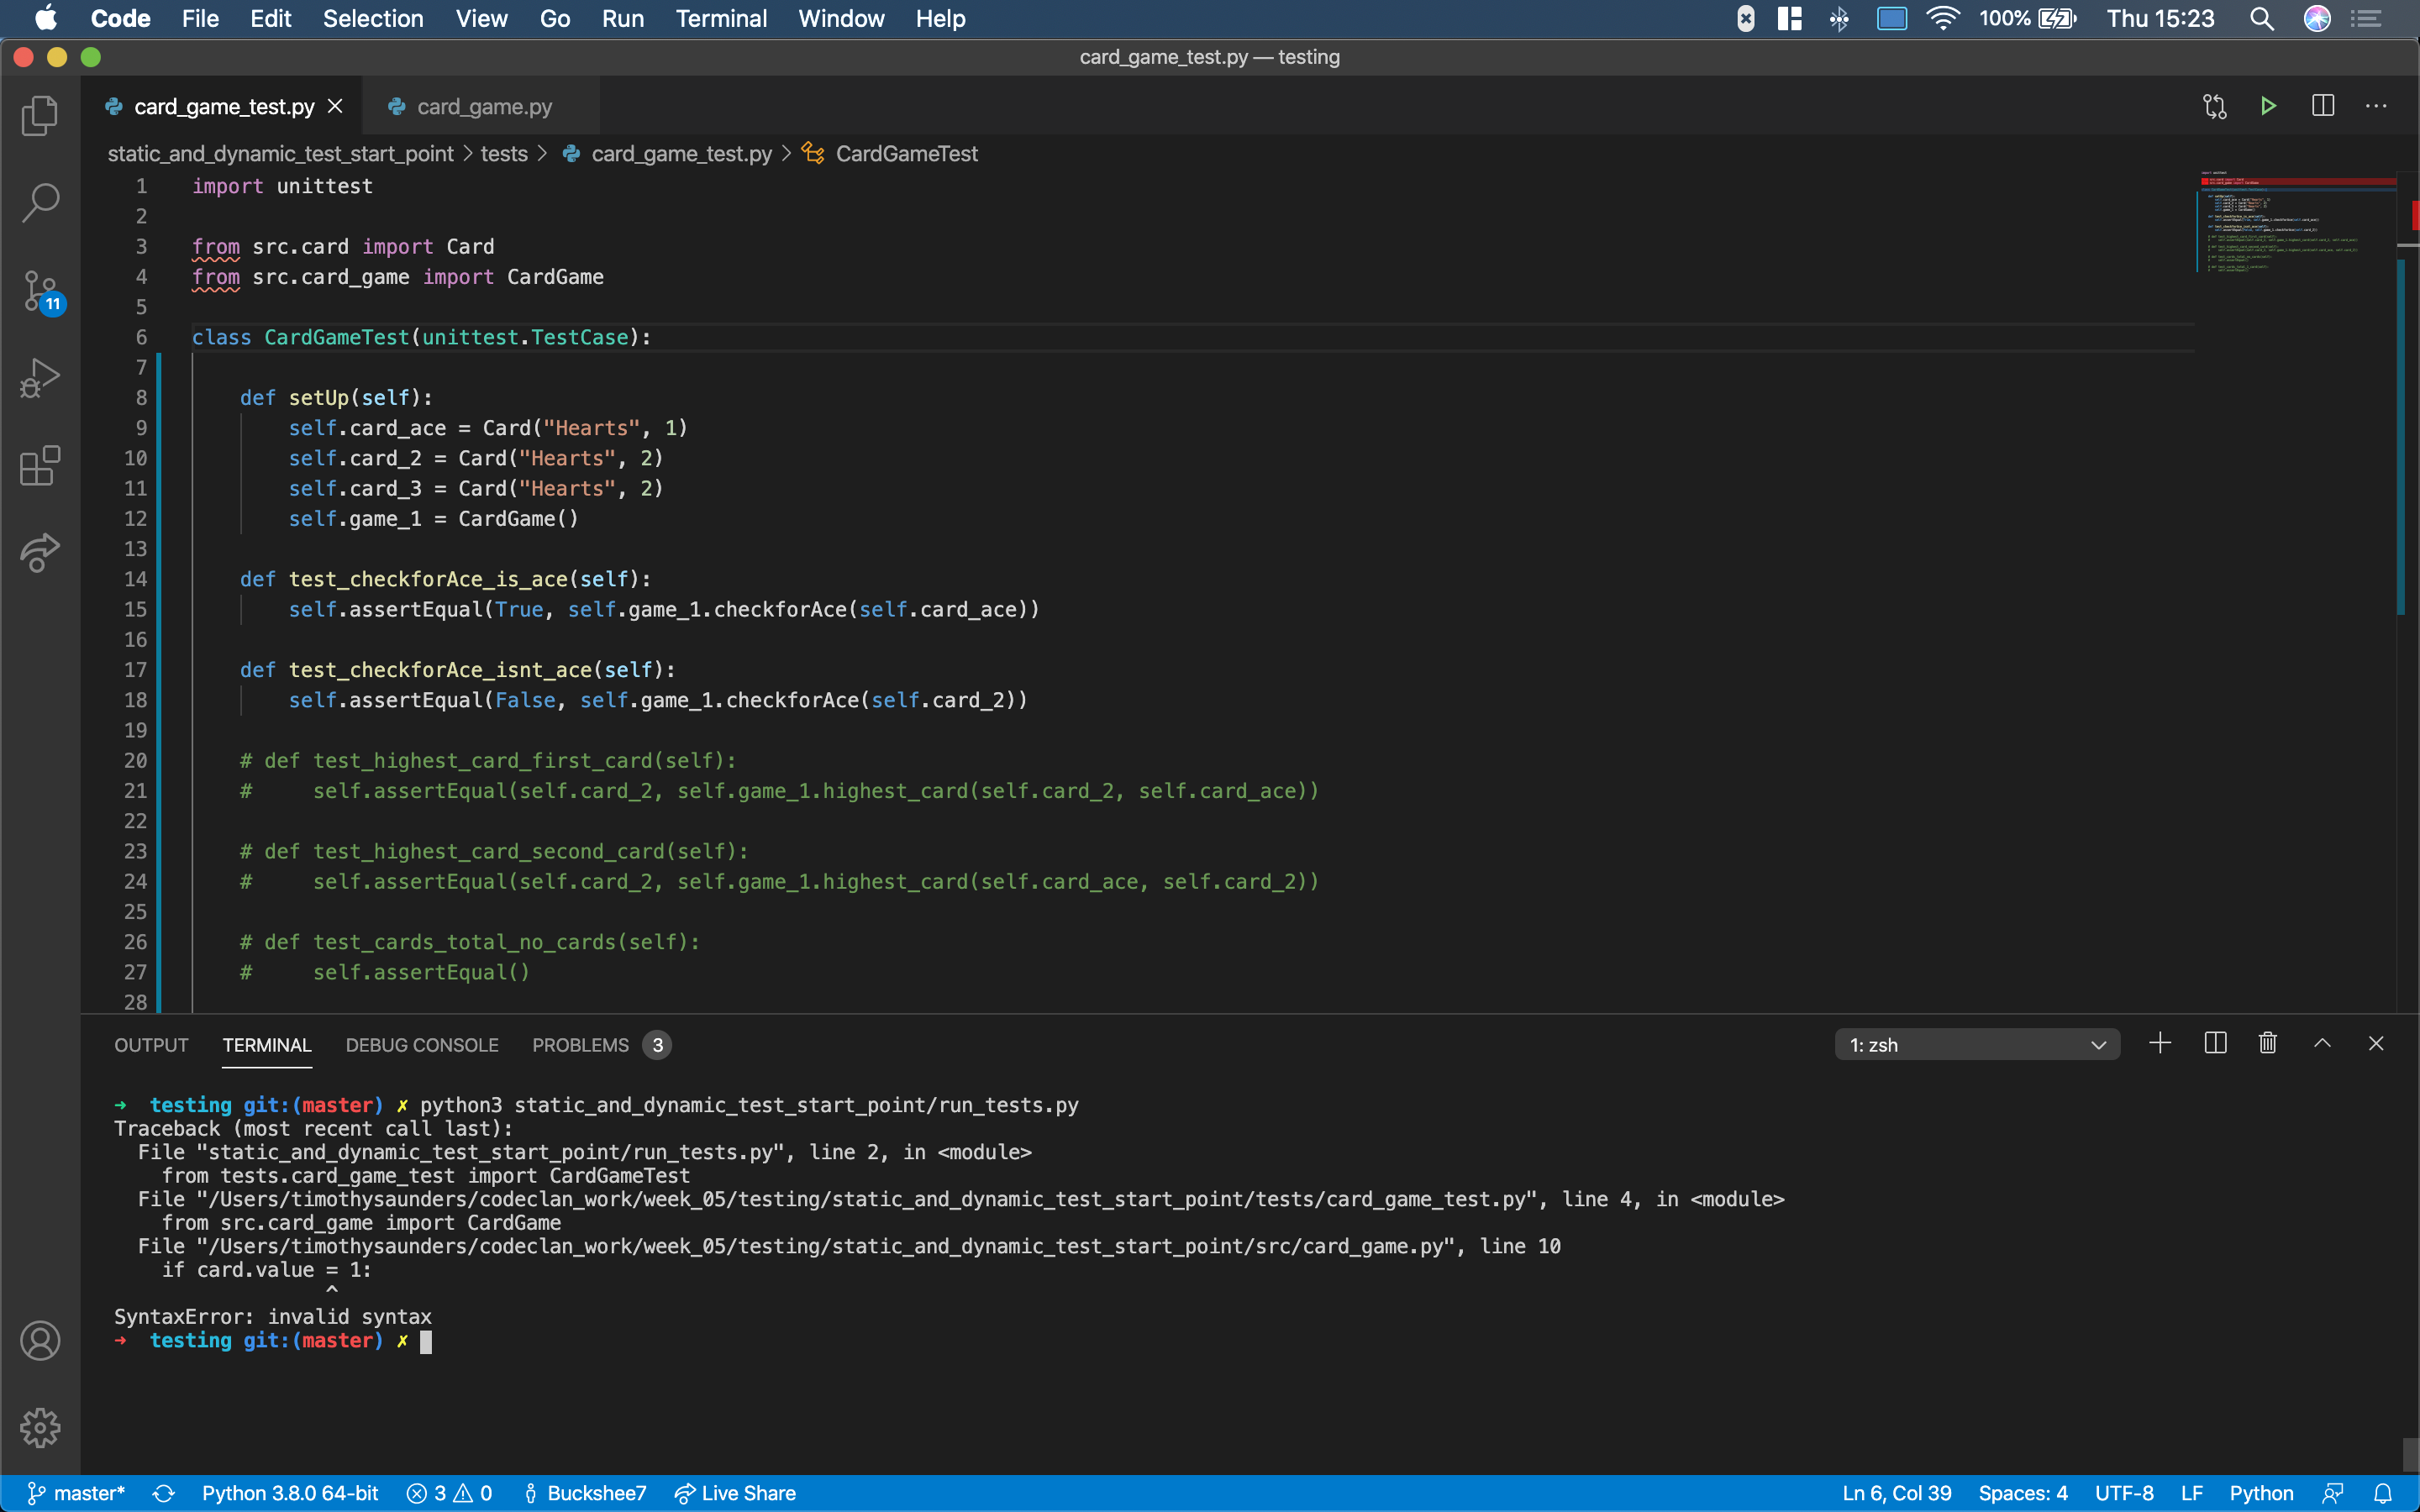 Code File Edit Selection View Go Run Terminal Window Help 100% Thu 15:23
card_game_test.py — testing
card_game_test.py card_game.py
static_and_dynamic_test_start_point > tests > card_game_test.py > CardGameTest
1 import unittest
2
3 from src.card import Card
4 from src.card_game import CardGame
5
6 class CardGameTest(unittest.TestCase):
7
8 def setUp(self):
9 self.card_ace = Card("Hearts", 1)
10 self.card_2 = Card("Hearts", 2)
11 self.card_3 = Card("Hearts", 2)
12 self.game_1 = CardGame()
13
14 def test_checkforAce_is_ace(self):
15 self.assertEqual(True, self.game_1.checkforAce(self.card_ace))
16
17 def test_checkforAce_isnt_ace(self):
18 self.assertEqual(False, self.game_1.checkforAce(self.card_2))
19
20 # def test_highest_card_first_card(self):
21 # self.assertEqual(self.card_2, self.game_1.highest_card(self.card_2, self.card_ace))
22
23 # def test_highest_card_second_card(self):
24 # self.assertEqual(self.card_2, self.game_1.highest_card(self.card_ace, self.card_2))
25
26 # def test_cards_total_no_cards(self):
27 # self.assertEqual()
28
11
OUTPUT TERMINAL DEBUG CONSOLE PROBLEMS 3 1: zsh
➜ testing git:(master) ✗ python3 static_and_dynamic_test_start_point/run_tests.py
Traceback (most recent call last):
File "static_and_dynamic_test_start_point/run_tests.py", line 2, in <module>
from tests.card_game_test import CardGameTest
File "/Users/timothysaunders/codeclan_work/week_05/testing/static_and_dynamic_test_start_point/tests/card_game_test.py", line 4, in <module>
from src.card_game import CardGame
File "/Users/timothysaunders/codeclan_work/week_05/testing/static_and_dynamic_test_start_point/src/card_game.py", line 10
if card.value = 1:
^
SyntaxError: invalid syntax
➜ testing git:(master) ✗
master* Python 3.8.0 64-bit 3 0 Buckshee7 Live Share Ln 6, Col 39 Spaces: 4 UTF-8 LF Python